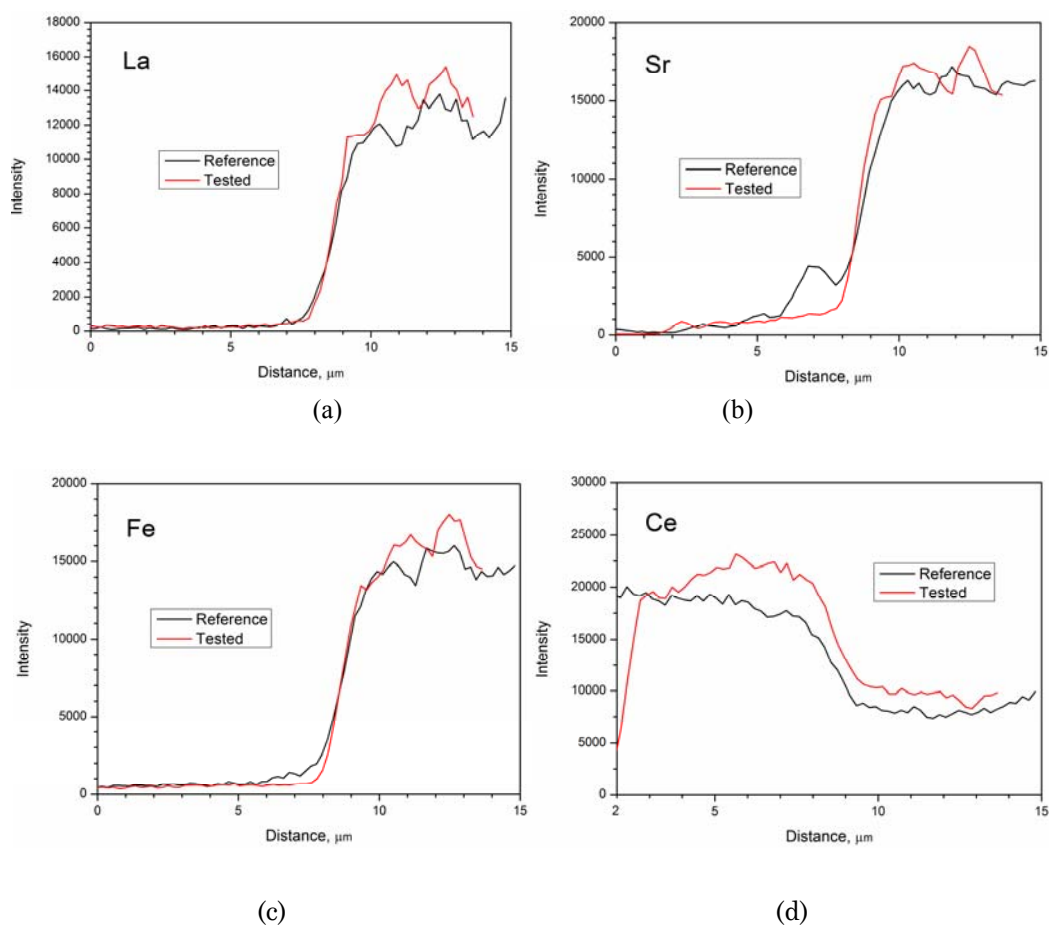 La
Intensity
18000
16000
14000
12000
10000
8000
6000
4000
2000
0
Reference
Tested
0 5 10 15
Distance, μm
(a)
Sr
Intensity
20000
15000
10000
5000
0
Reference
Tested
0 5 10 15
Distance, μm
(b)
Fe
Intensity
20000
15000
10000
5000
0
Reference
Tested
0 5 10 15
Distance, μm
(c)
Ce
Intensity
30000
25000
20000
15000
10000
5000
0
Reference
Tested
2 5 10 15
Distance, μm
(d)